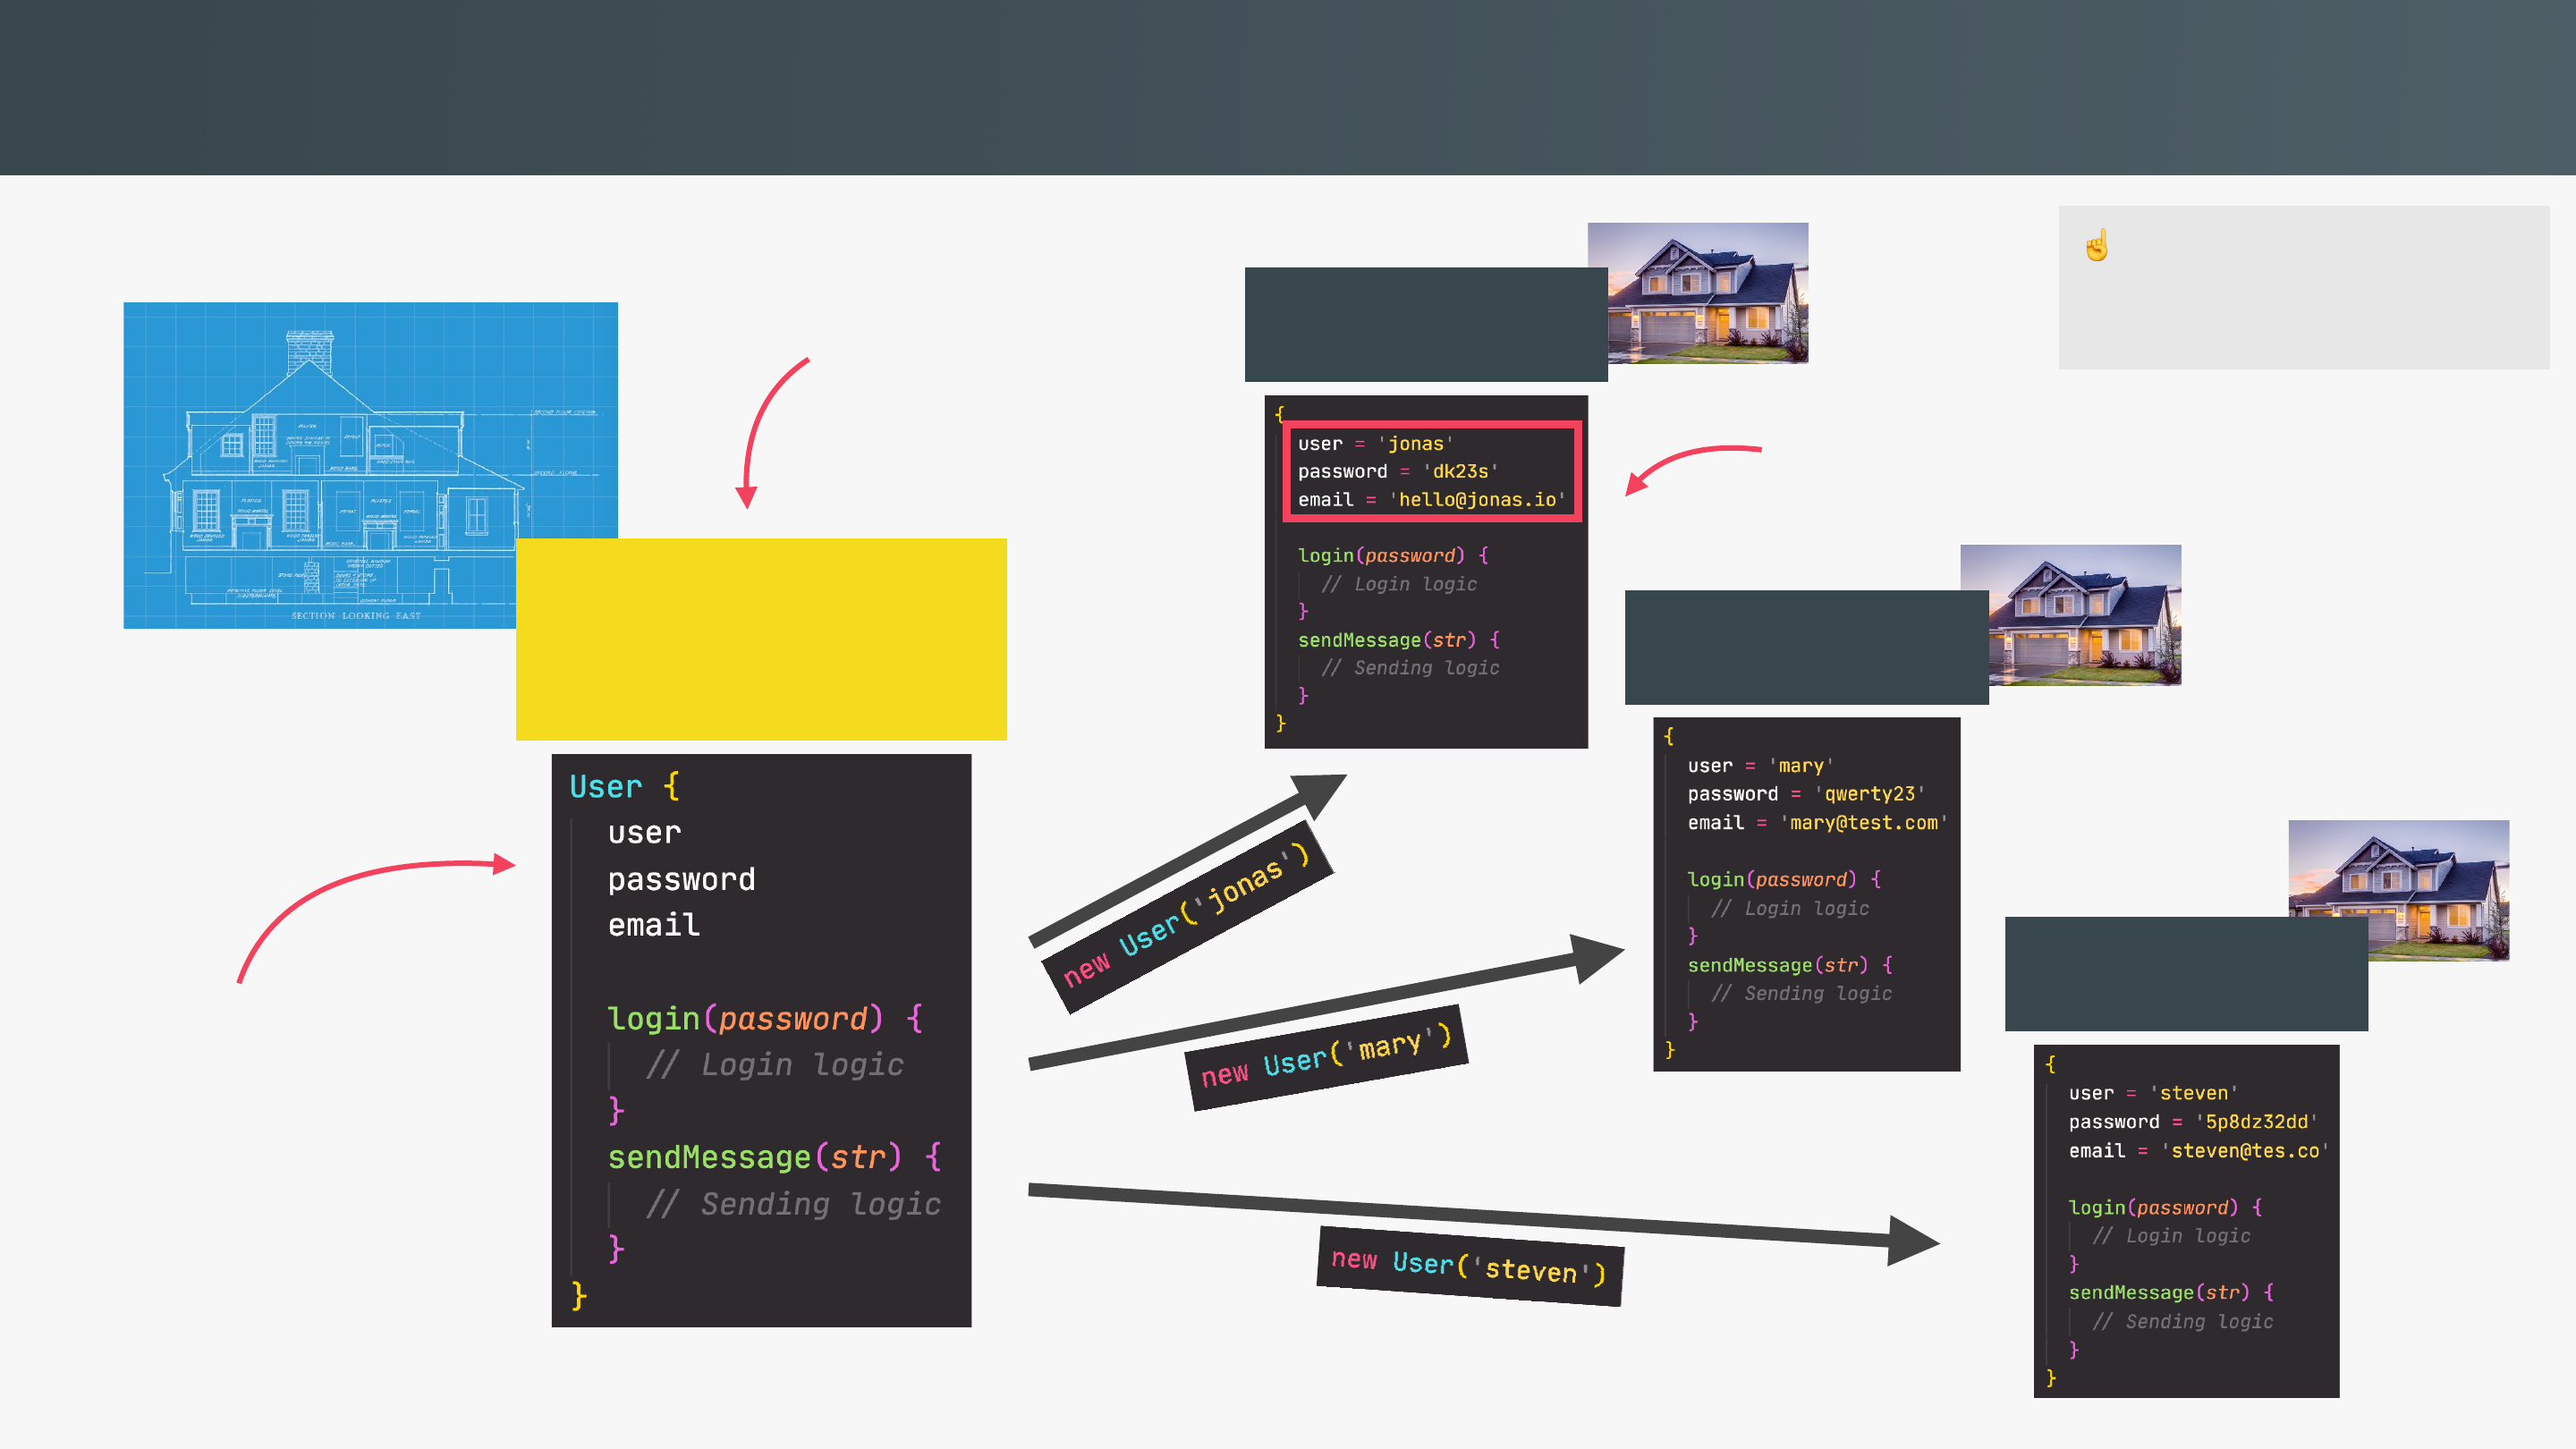 SECTION LOOKING EAST
User {
user
password
email
login(password) {
// Login logic
}
sendMessage(str) {
// Sending logic
}
}
new User('jonas')
new User('mary')
new User('steven')
{
user = 'jonas'
password = 'dk23s'
email = 'hello@jonas.io'
login(password) {
// Login logic
}
sendMessage(str) {
// Sending logic
}
}
{
user = 'mary'
password = 'qwerty23'
email = 'mary@test.com'
login(password) {
// Login logic
}
sendMessage(str) {
// Sending logic
}
}
{
user = 'steven'
password = '5p8dz32dd'
email = 'steven@tes.co'
login(password) {
// Login logic
}
sendMessage(str) {
// Sending logic
}
}